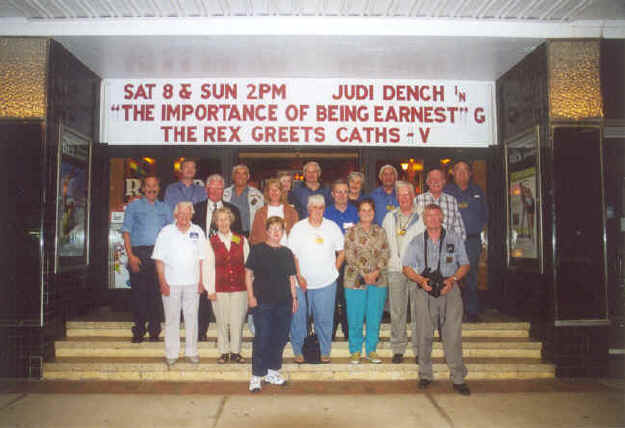 SAT 8 & SUN 2PM JUDI DENCH IN
"THE IMPORTANCE OF BEING EARNEST" G
THE REX GREETS CATHS - V